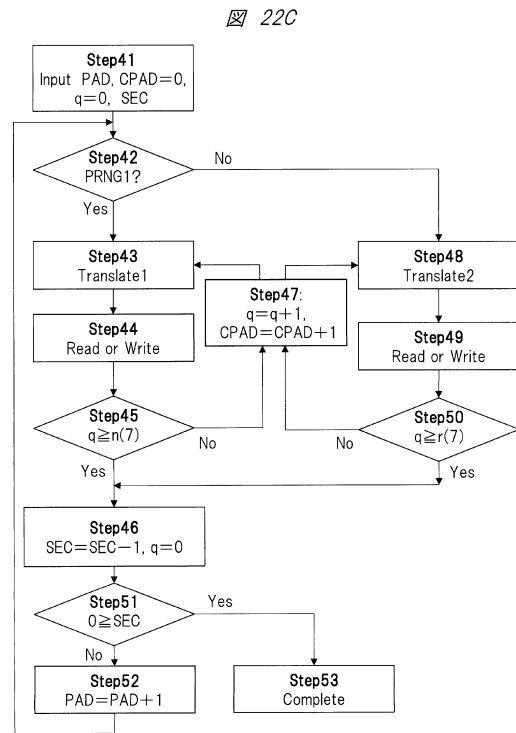 図 22C
Step41
Input PAD, CPAD=0,
q=0, SEC
Step42
PRNG1?
No
Yes
Step43
Translate1
Step47:
q=q+1,
CPAD=CPAD+1
Step48
Translate2
Step44
Read or Write
Step49
Read or Write
Step45
q≧n(7)
No
Yes
Step50
q≧r(7)
No
Yes
Step46
SEC=SEC-1, q=0
Step51
0≧SEC
Yes
No
Step52
PAD=PAD+1
Step53
Complete